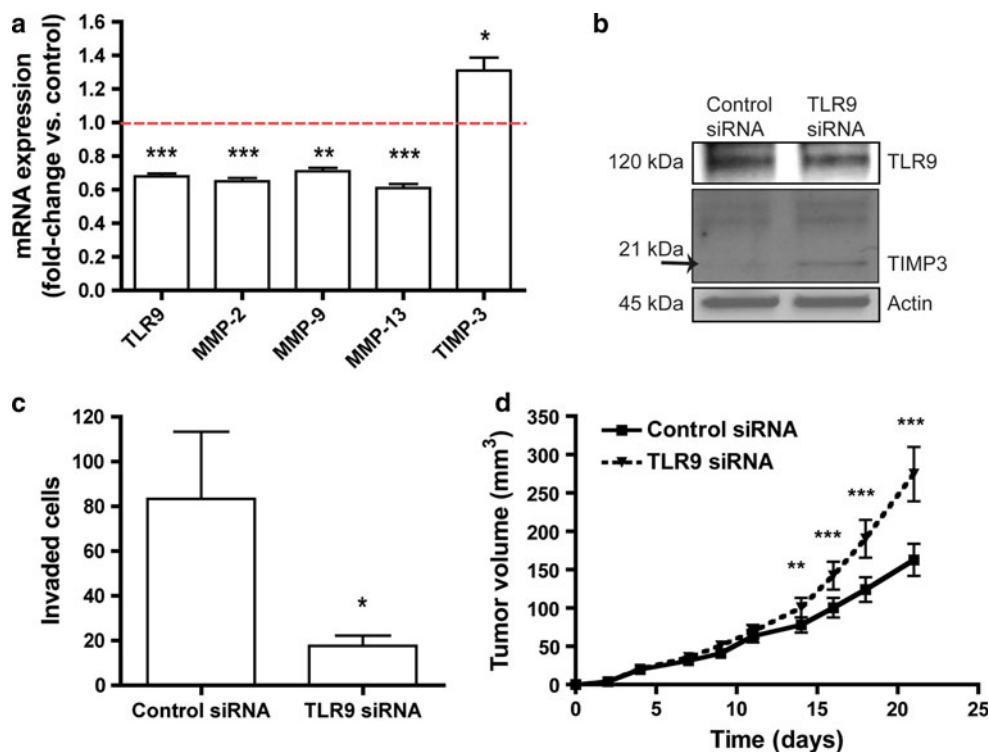 a
mRNA expression
(fold-change vs. control)
1.6
1.4
1.2
1.0
0.8
0.6
0.4
0.2
0.0
***
***
**
***
*
TLR9
MMP-2
MMP-9
MMP-13
TIMP-3
b
Control siRNA
TLR9 siRNA
120 kDa
TLR9
21 kDa
TIMP3
45 kDa
Actin
c
Invaded cells
120
100
80
60
40
20
0
*
Control siRNA
TLR9 siRNA
d
Tumor volume (mm³)
350
300
250
200
150
100
50
0
Control siRNA
TLR9 siRNA
**
***
***
***
0
5
10
15
20
25
Time (days)